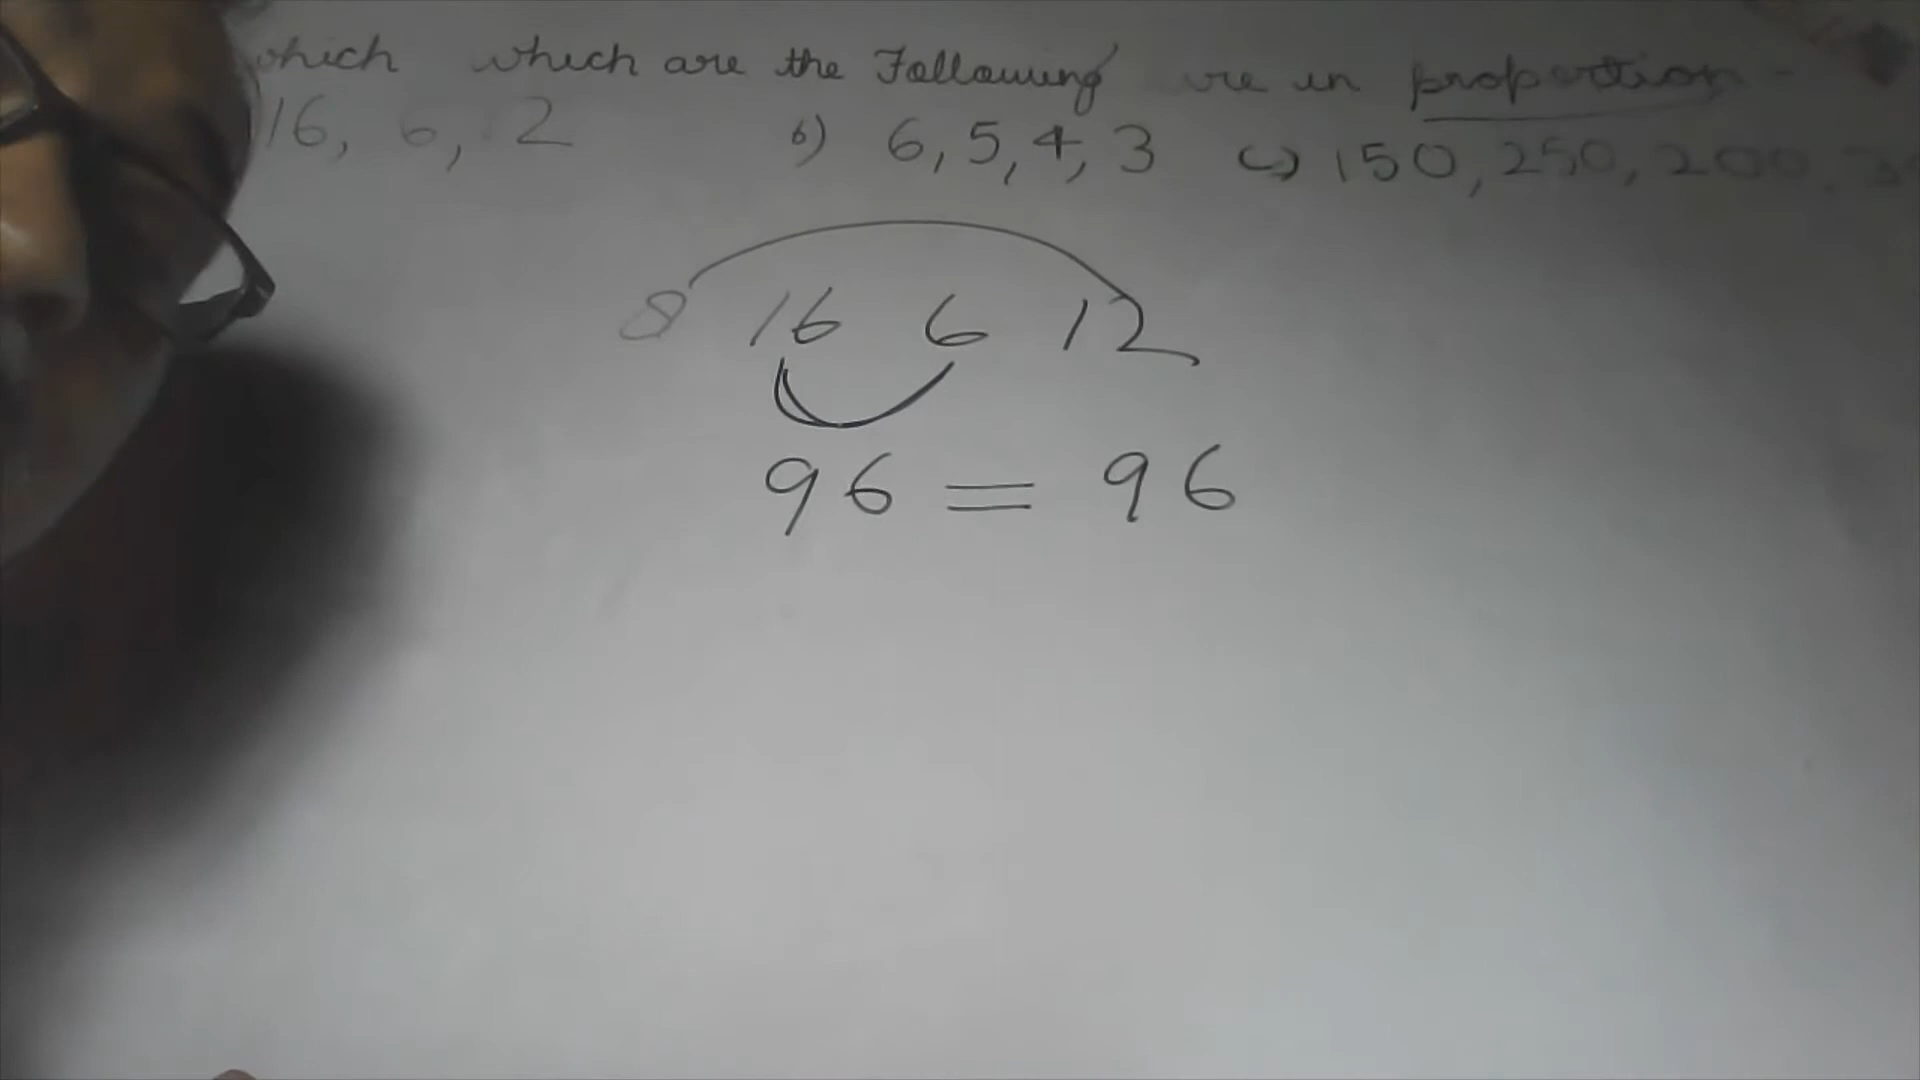 which which are the Following are in proportion -
16, 6, 12 b) 6, 5, 4, 3 c) 150, 250, 200,
8 16 6 12
96 = 96